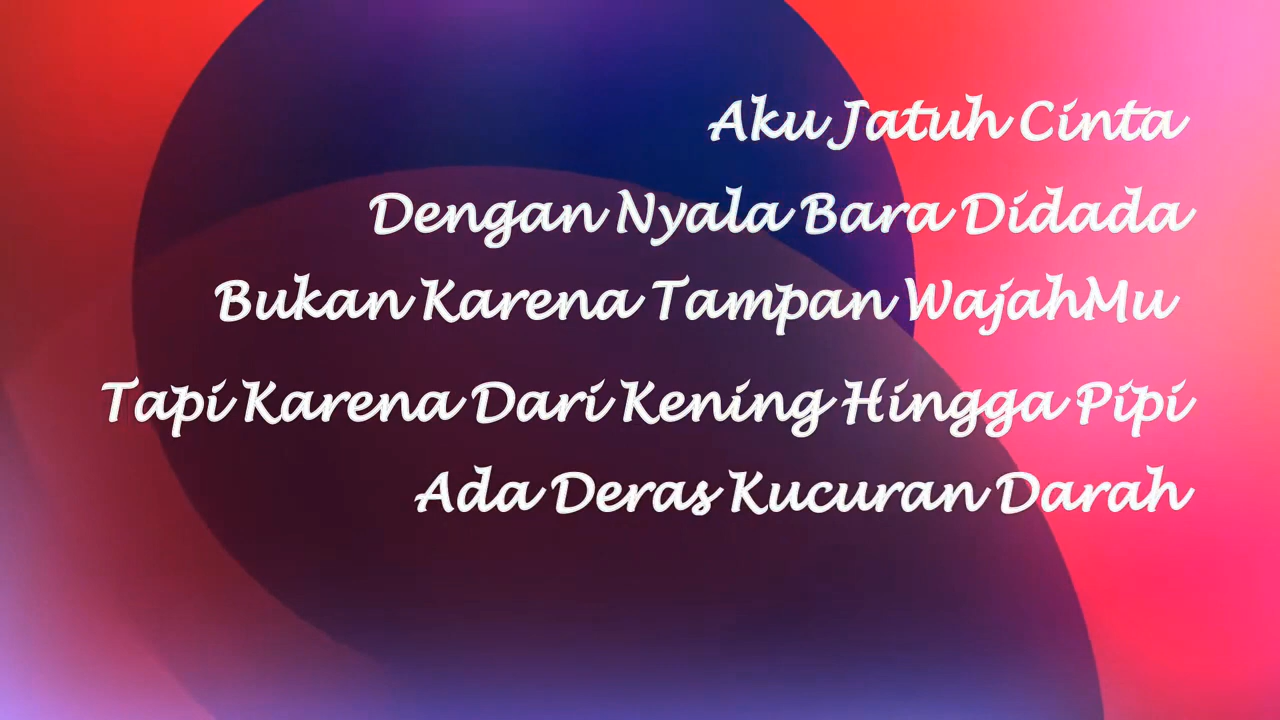 Aku Jatuh Cinta
Dengan Nyala Bara Didada
Bukan Karena Tampan WajahMu
Tapi Karena Dari Kening Hingga Pipi
Ada Deras Kucuran Darah